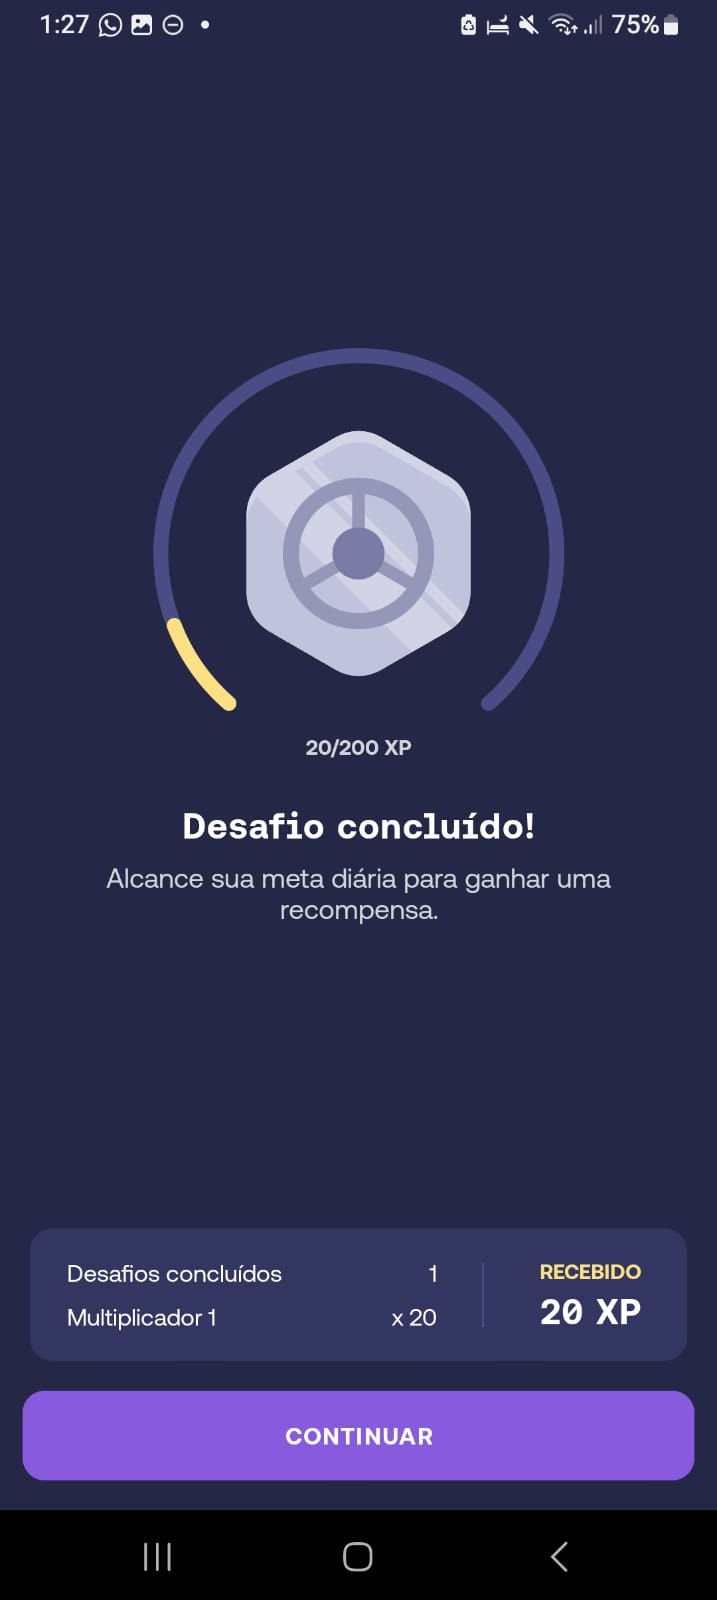 1:27
75%
20/200 XP
Desafio concluído!
Alcance sua meta diária para ganhar uma
recompensa.
Desafios concluídos 1
Multiplicador 1 x 20
RECEBIDO
20 XP
CONTINUAR